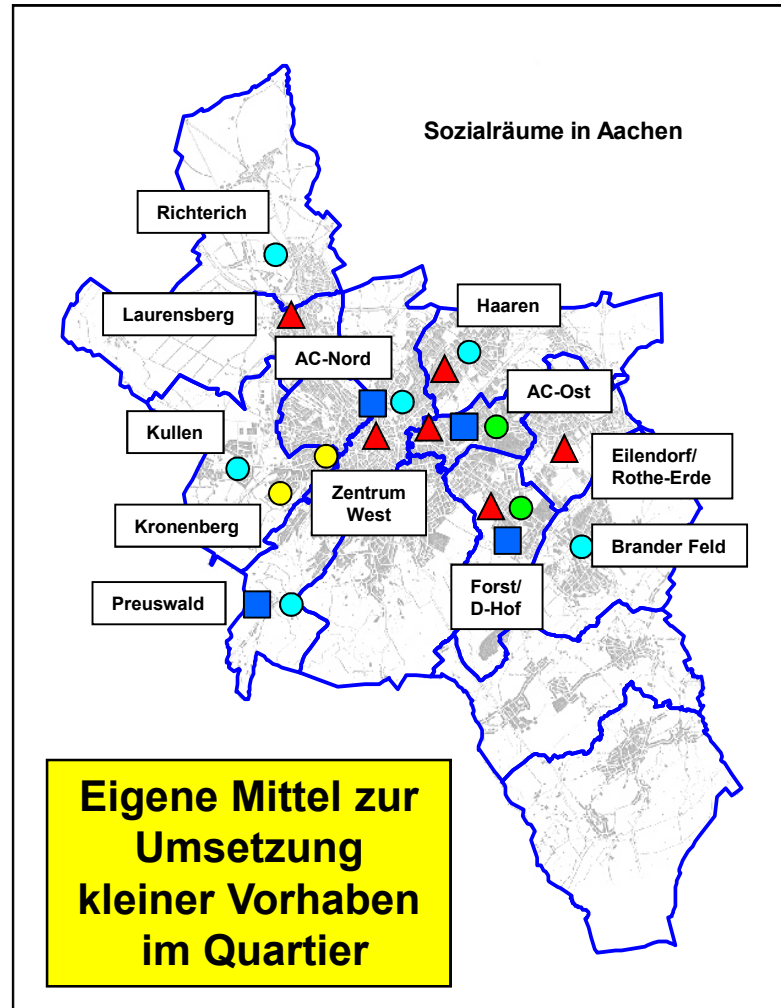 Sozialräume in Aachen
Richterich
Laurensberg
Haaren
AC-Nord
AC-Ost
Kullen
Eilendorf/
Rothe-Erde
Zentrum
West
Kronenberg
Brander Feld
Preuswald
Forst/
D-Hof
Eigene Mittel zur
Umsetzung
kleiner Vorhaben
im Quartier